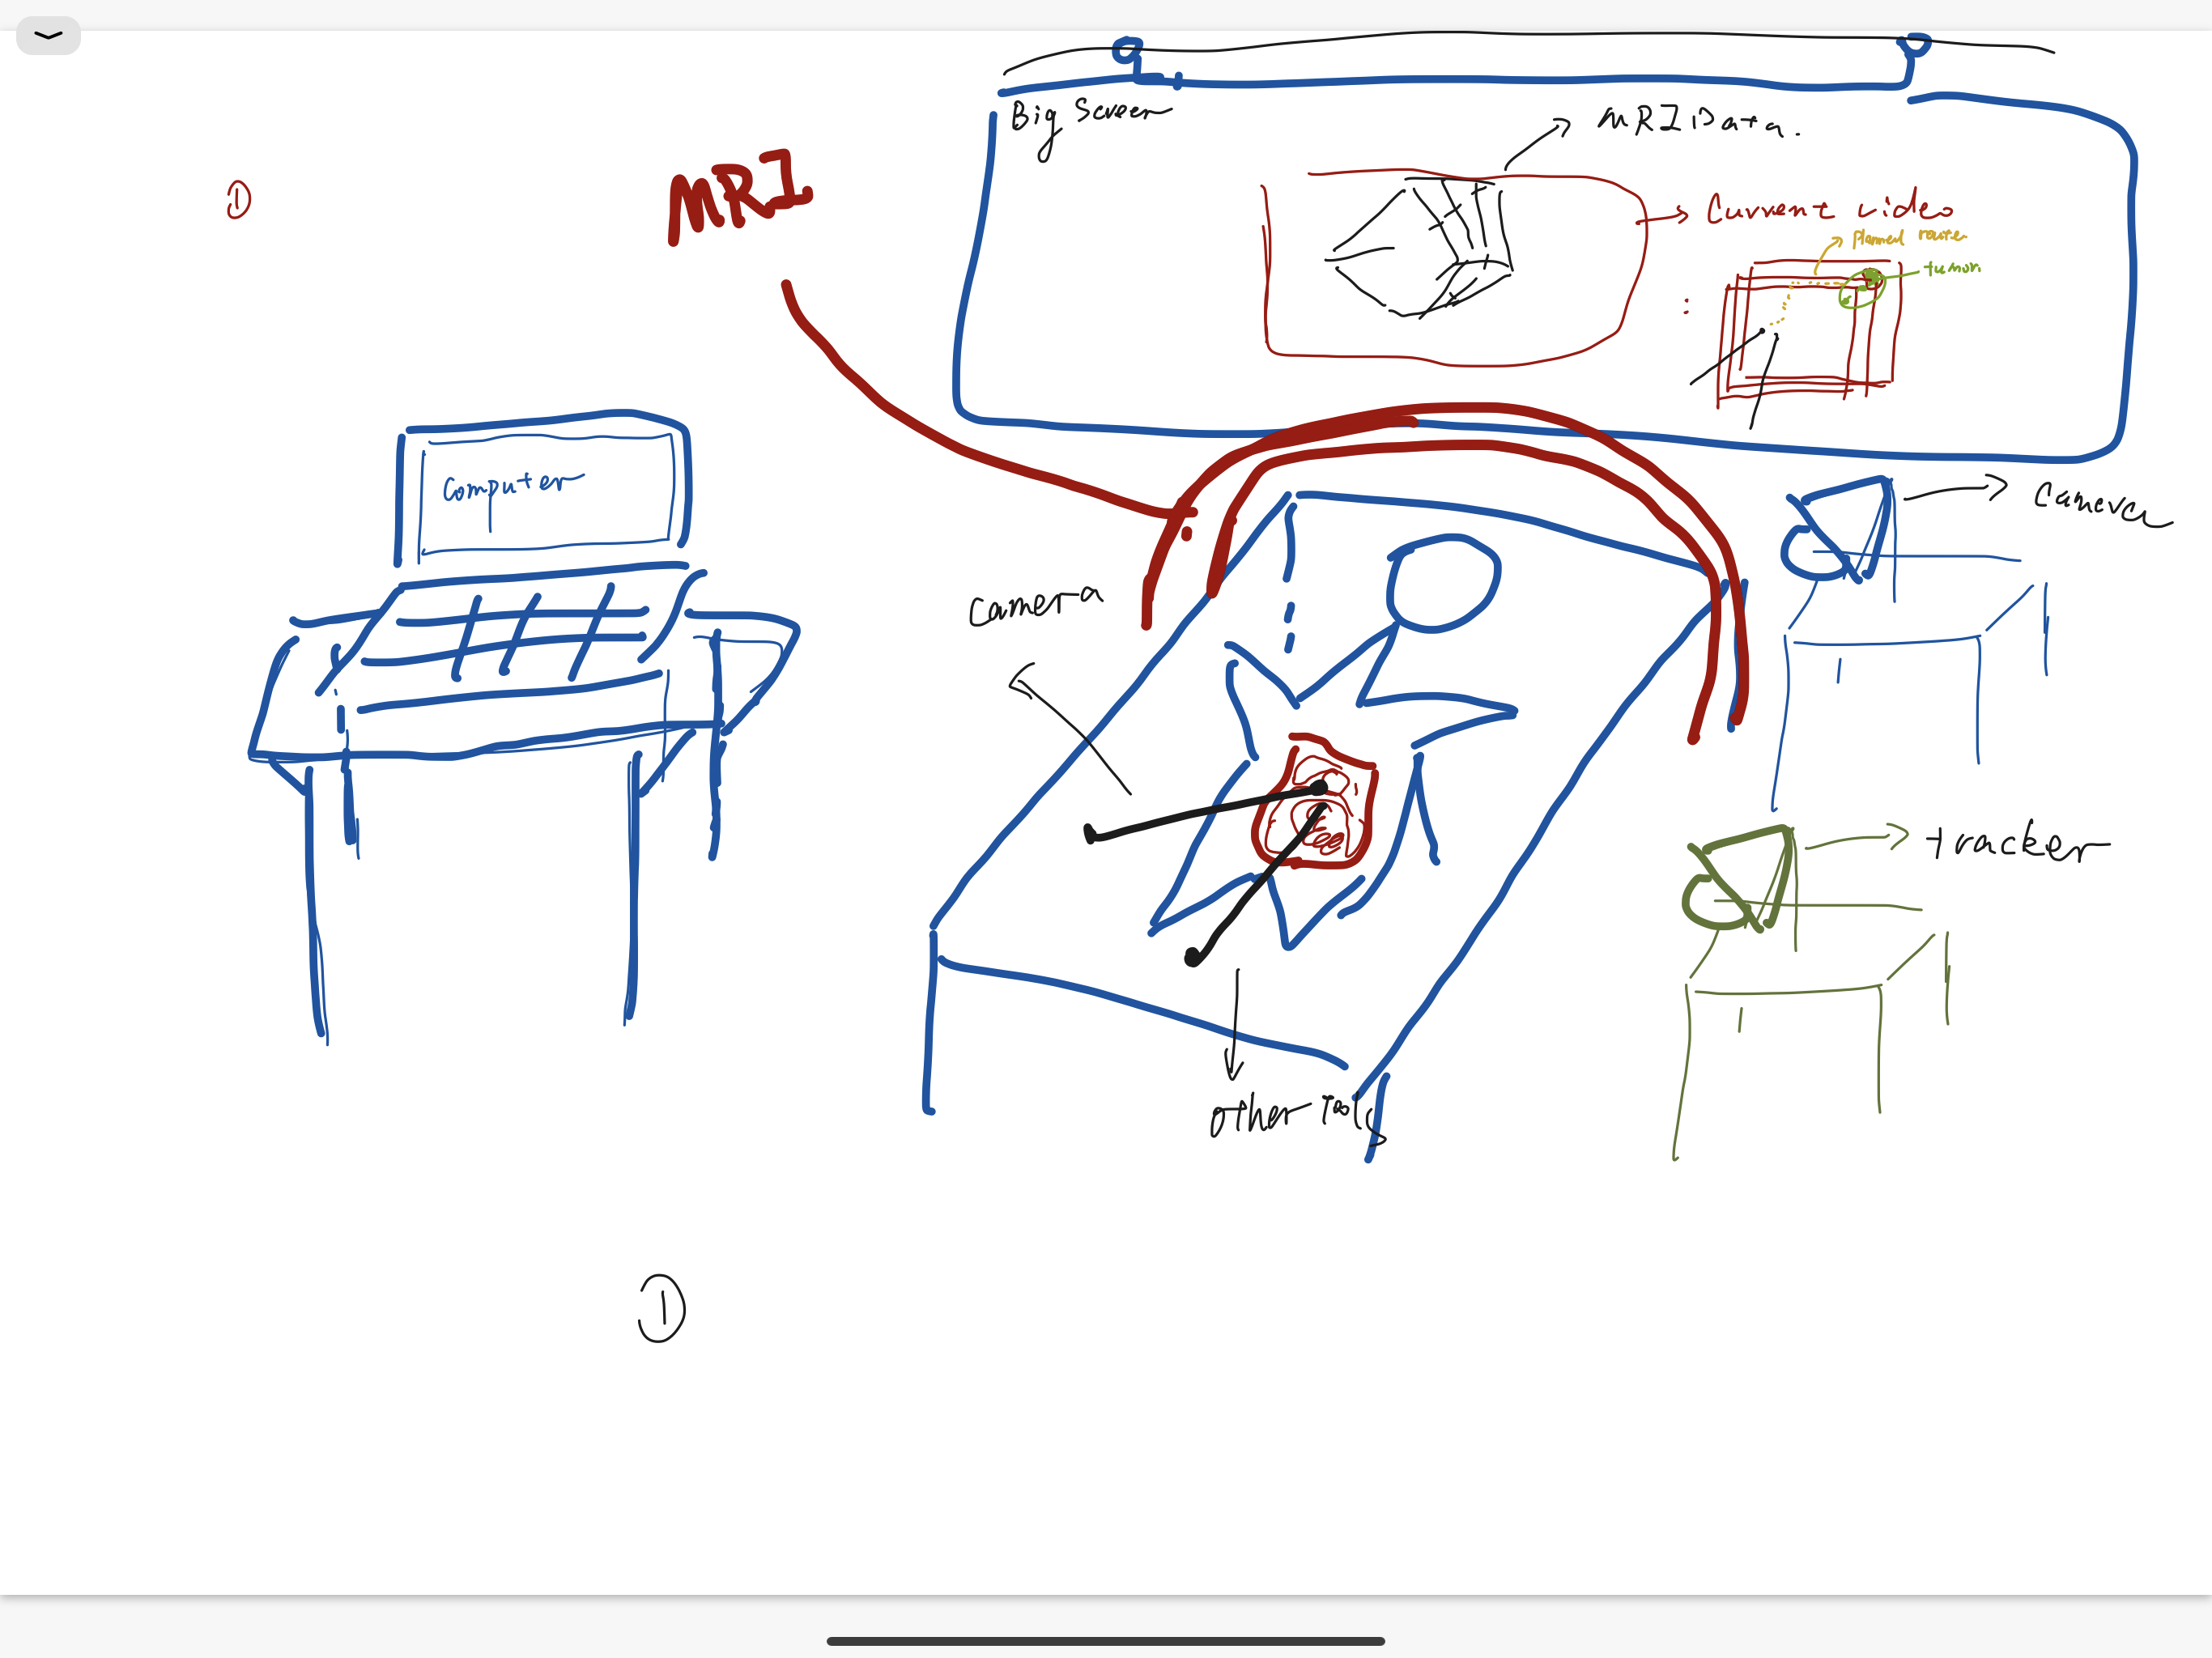 Big Screen
MRI Data.
MRI
①
Current video
planned route
:
tumor
Computer
Camera
Camera
tracker
other Tools
①